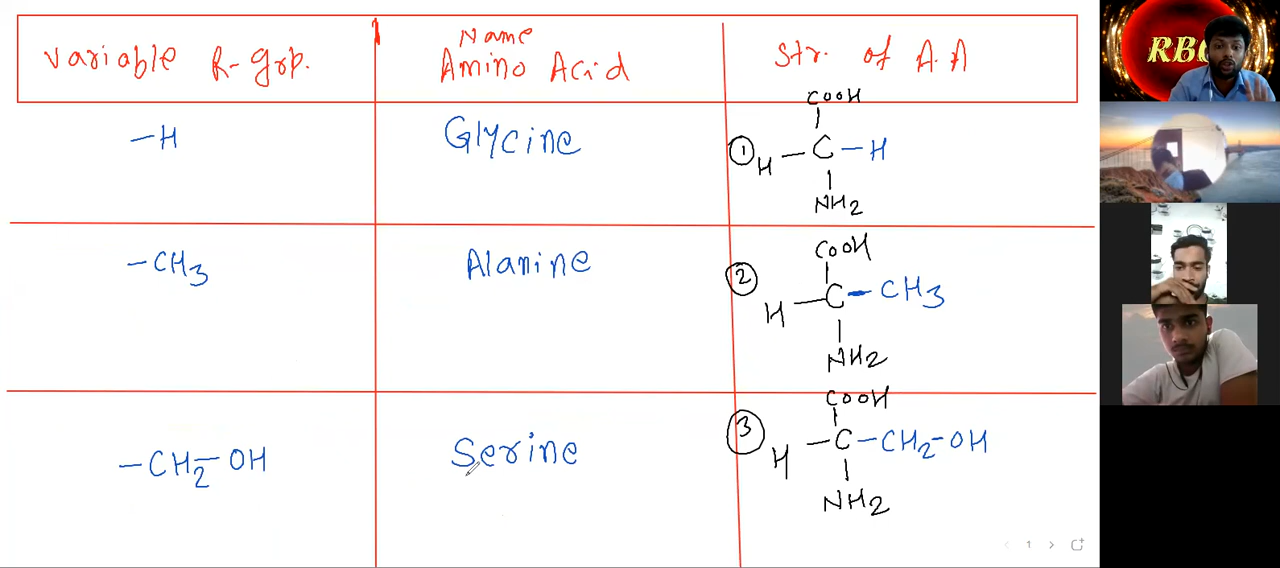 Variable R-grp.
Name
Amino Acid
Str. of A.A
-H
Glycine
①
COOH
H-C-H
NH2
-CH3
Alanine
②
COOH
H-C-CH3
NH2
-CH2-OH
Serine
③
COOH
H-C-CH2-OH
NH2
1